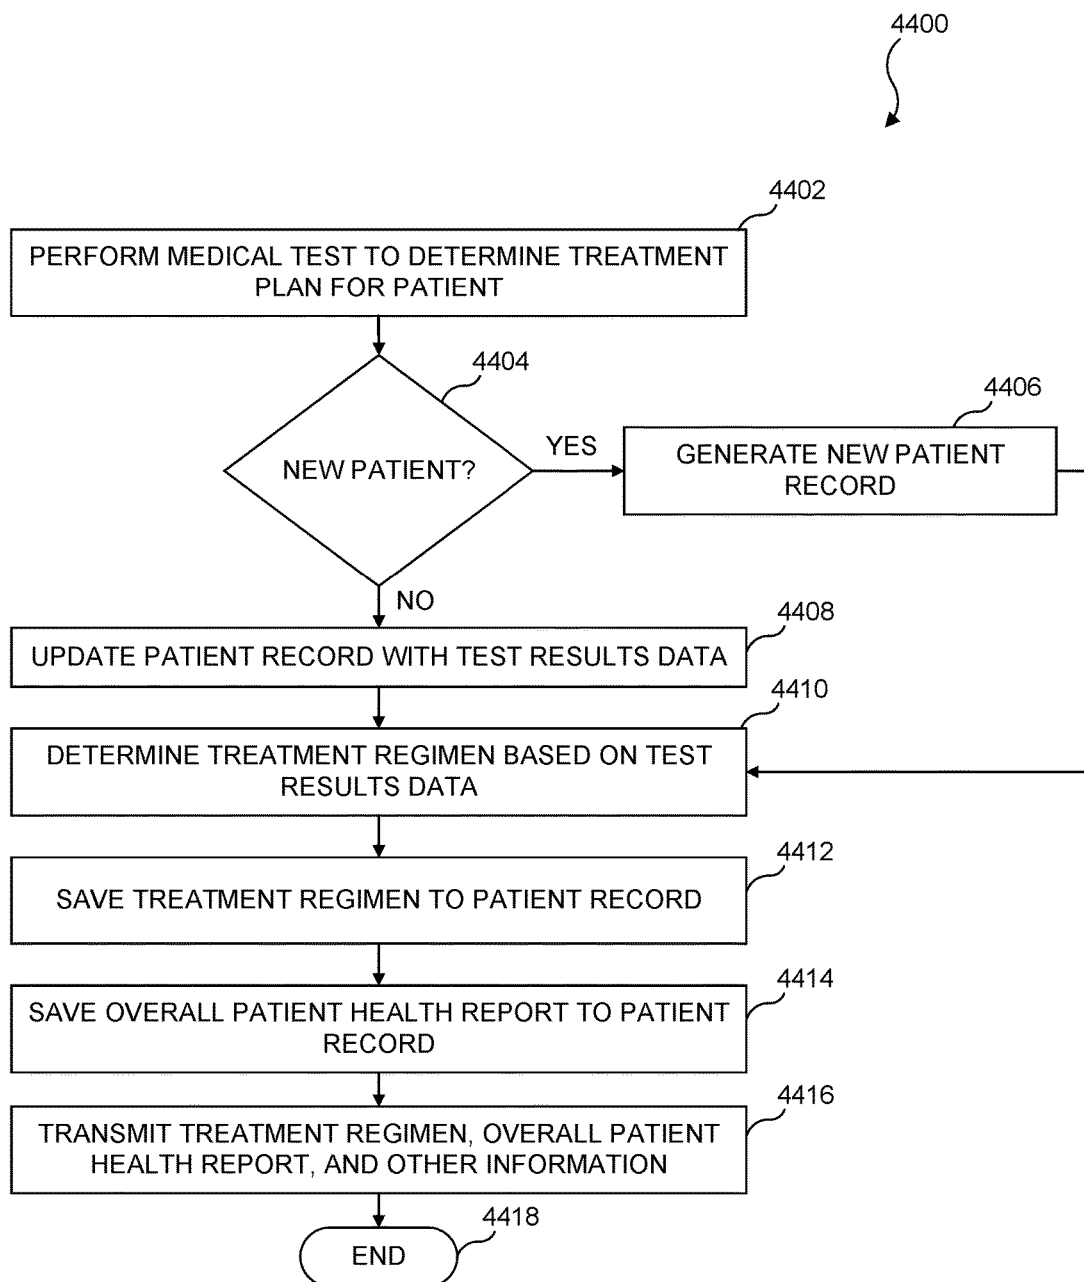 4400
4402
PERFORM MEDICAL TEST TO DETERMINE TREATMENT
PLAN FOR PATIENT
4404
NEW PATIENT?
YES
4406
GENERATE NEW PATIENT
RECORD
NO
4408
UPDATE PATIENT RECORD WITH TEST RESULTS DATA
4410
DETERMINE TREATMENT REGIMEN BASED ON TEST
RESULTS DATA
4412
SAVE TREATMENT REGIMEN TO PATIENT RECORD
4414
SAVE OVERALL PATIENT HEALTH REPORT TO PATIENT
RECORD
4416
TRANSMIT TREATMENT REGIMEN, OVERALL PATIENT
HEALTH REPORT, AND OTHER INFORMATION
4418
END